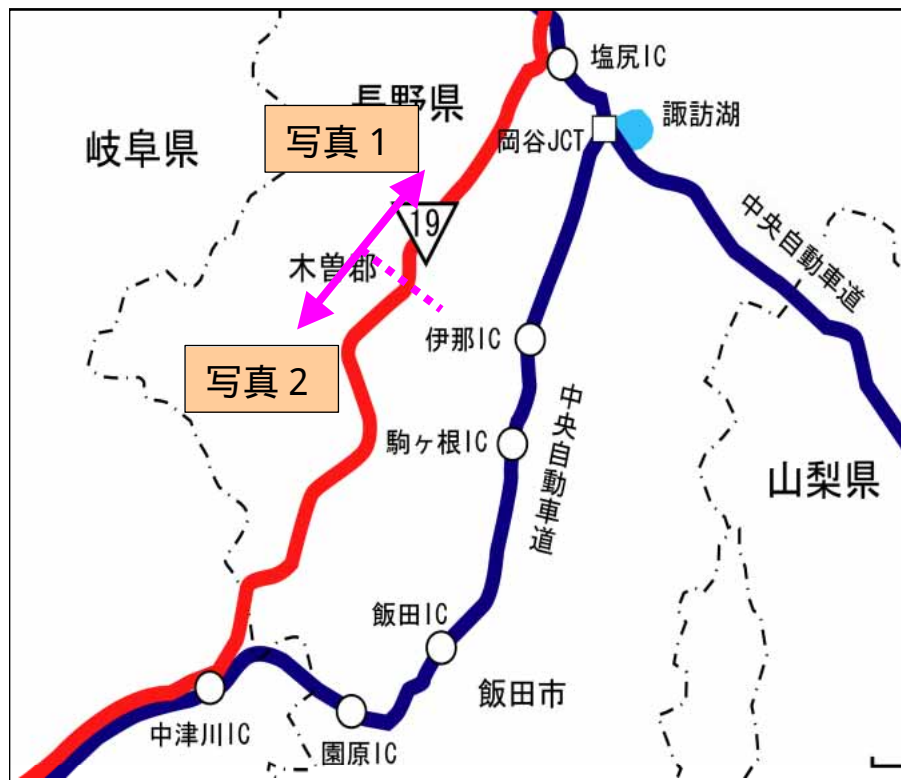 塩尻IC
長野県
諏訪湖
写真1
岡谷JCT
岐阜県
中央自動車道
19
木曽郡
伊那IC
写真2
中央自動車道
駒ヶ根IC
山梨県
飯田IC
飯田市
中津川IC
園原IC